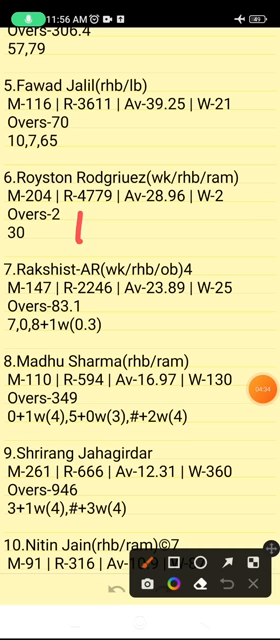 11:56 AM
49
Overs-306.4
57,79
5.Fawad Jalil(rhb/lb)
M-116 | R-3611 | Av-39.25 | W-21
Overs-70
10,7,65
6.Royston Rodgriuez(wk/rhb/ram)
M-204 | R-4779 | Av-28.96 | W-2
Overs-2
30
7.Rakshist-AR(wk/rhb/ob)4
M-147 | R-2246 | Av-23.89 | W-25
Overs-83.1
7,0,8+1w(0.3)
8.Madhu Sharma(rhb/ram)
M-110 | R-594 | Av-16.97 | W-130
Overs-349
04:34
0+1w(4),5+0w(3),#+2w(4)
9.Shrirang Jahagirdar
M-261 | R-666 | Av-12.31 | W-360
Overs-946
3+1w(4),#+3w(4)
10.Nitin Jain(rhb/ram)©7
M-91 | R-316 |